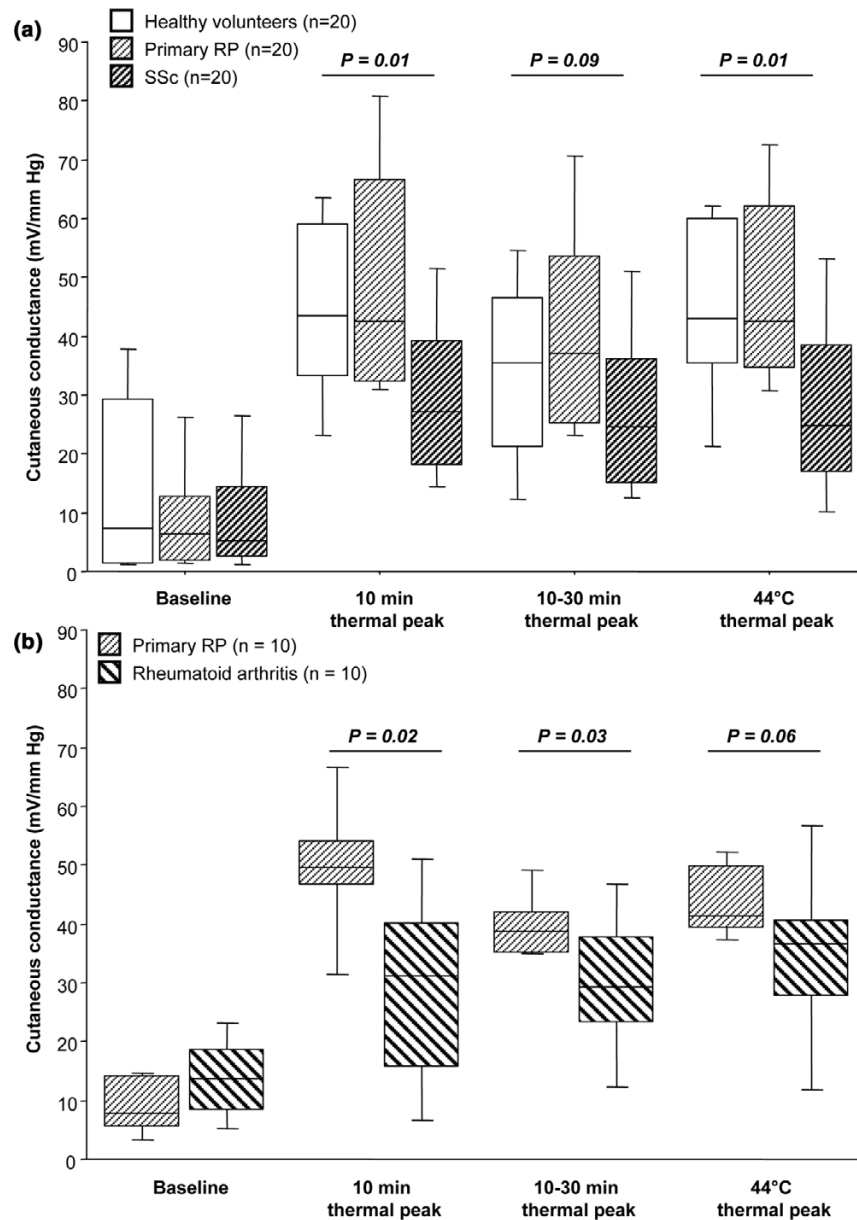 (a)
Healthy volunteers (n=20)
Primary RP (n=20)
SSc (n=20)
P = 0.01
P = 0.09
P = 0.01
Cutaneous conductance (mV/mm Hg)
90
80
70
60
50
40
30
20
10
0
Baseline
10 min
thermal peak
10-30 min
thermal peak
44°C
thermal peak
(b)
Primary RP (n = 10)
Rheumatoid arthritis (n = 10)
P = 0.02
P = 0.03
P = 0.06
Cutaneous conductance (mV/mm Hg)
90
80
70
60
50
40
30
20
10
0
Baseline
10 min
thermal peak
10-30 min
thermal peak
44°C
thermal peak